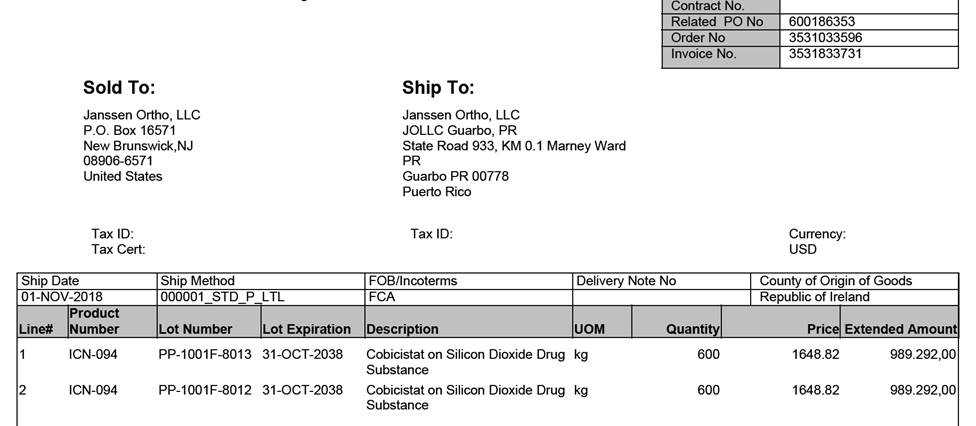 Contract No.
Related PO No 600186353
Order No 3531033596
Invoice No. 3531833731
Sold To: Ship To:
Janssen Ortho, LLC Janssen Ortho, LLC
P.O. Box 16571 JOLLC Guarbo, PR
New Brunswick,NJ State Road 933, KM 0.1 Marney Ward
08906-6571 PR
United States Guarbo PR 00778
Puerto Rico
Tax ID: Tax ID: Currency:
Tax Cert: USD
Ship Date Ship Method FOB/Incoterms Delivery Note No County of Origin of Goods
01-NOV-2018 000001_STD_P_LTL FCA Republic of Ireland
Product
Line# Number Lot Number Lot Expiration Description UOM Quantity Price Extended Amount
1 ICN-094 PP-1001F-8013 31-OCT-2038 Cobicistat on Silicon Dioxide Drug kg 600 1648.82 989.292,00
Substance
2 ICN-094 PP-1001F-8012 31-OCT-2038 Cobicistat on Silicon Dioxide Drug kg 600 1648.82 989.292,00
Substance